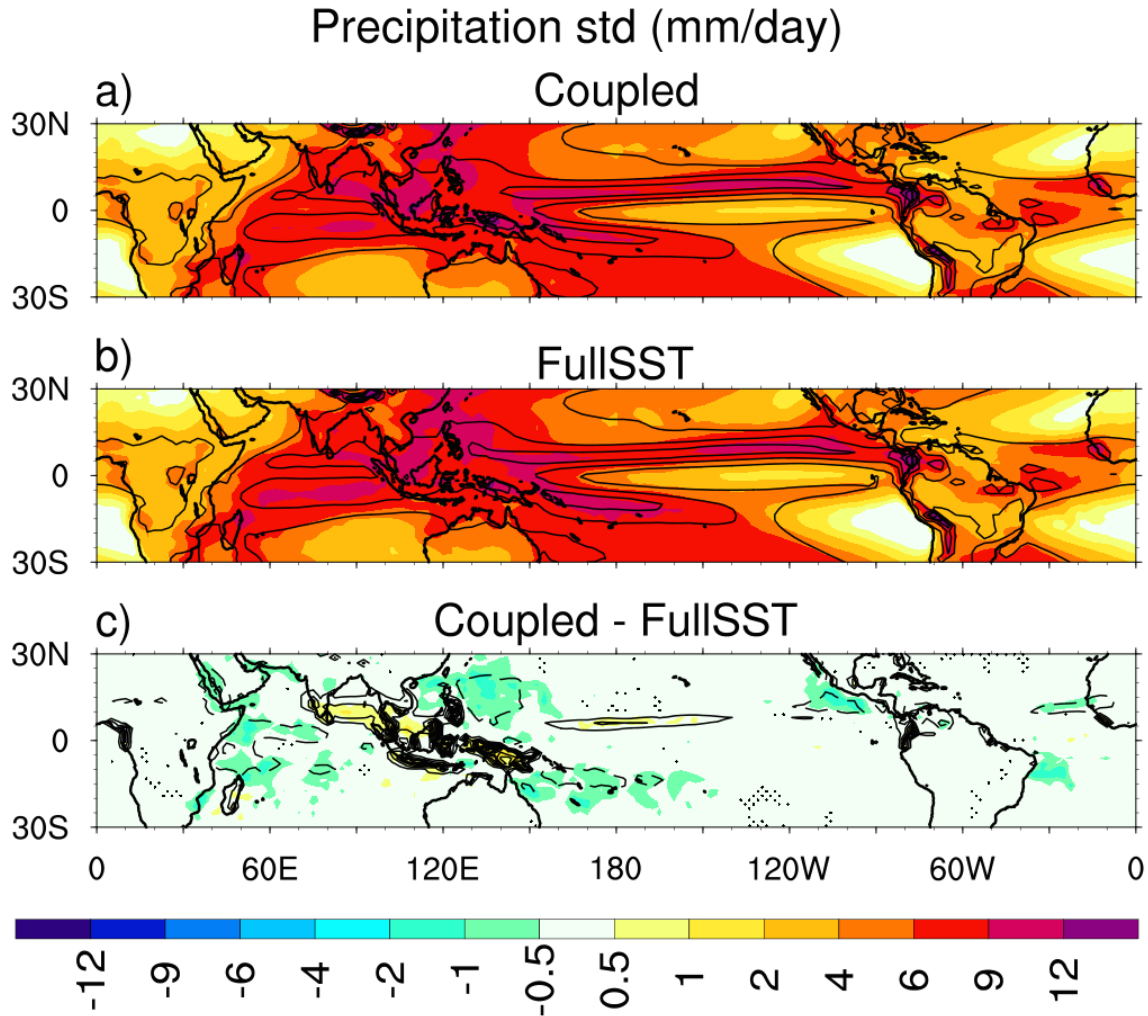 Precipitation std (mm/day)
a)
Coupled
30N
0
30S
b)
FullSST
30N
0
30S
c)
Coupled - FullSST
30N
0
30S
0 60E 120E 180 120W 60W 0
-12 -9 -6 -4 -2 -1 -0.5 0.5 1 2 4 6 9 12